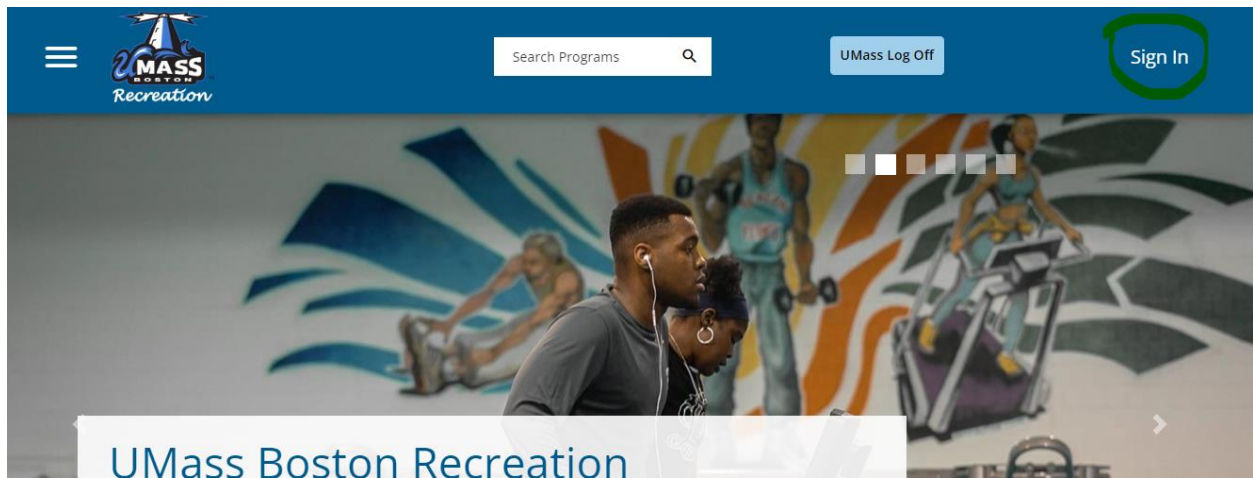 UMASS
BOSTON
Recreation
Search Programs
UMass Log Off
Sign In
UMass Boston Recreation